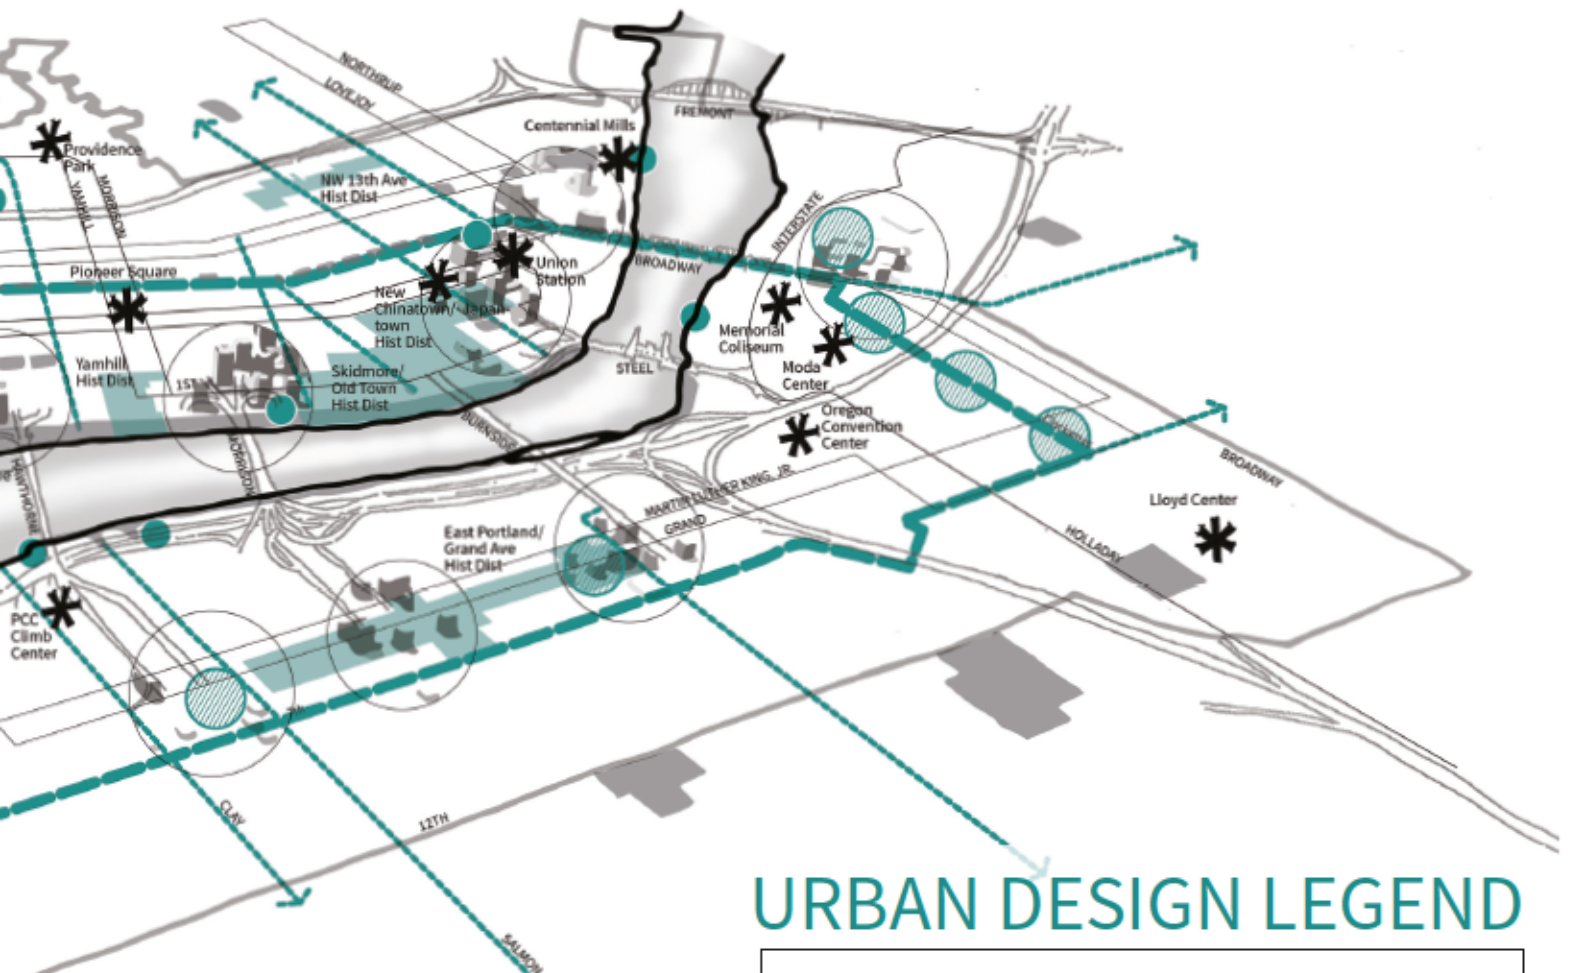 NORTHRUP
LOVEJOY
FREMONT
Centennial Mills
Providence
Park
YAMHILL
MORRISON
NW 13th Ave
Hist Dist
INTERSTATE
Pioneer Square
Union
Station
BROADWAY
New
Chinatown/ Japan
town
Hist Dist
Memorial
Coliseum
Moda
Center
STEEL
Yamhill
Hist Dist
1ST
Skidmore/
Old Town
Hist Dist
Oregon
Convention
Center
BURNSIDE
MORRISON
HAWTHORNE
MARTIN LUTHER KING, JR
GRAND
BROADWAY
Lloyd Center
HOLLADAY
East Portland/
Grand Ave
Hist Dist
PCC
Climb
Center
7th
CLAY
12TH
SALMON
URBAN DESIGN LEGEND